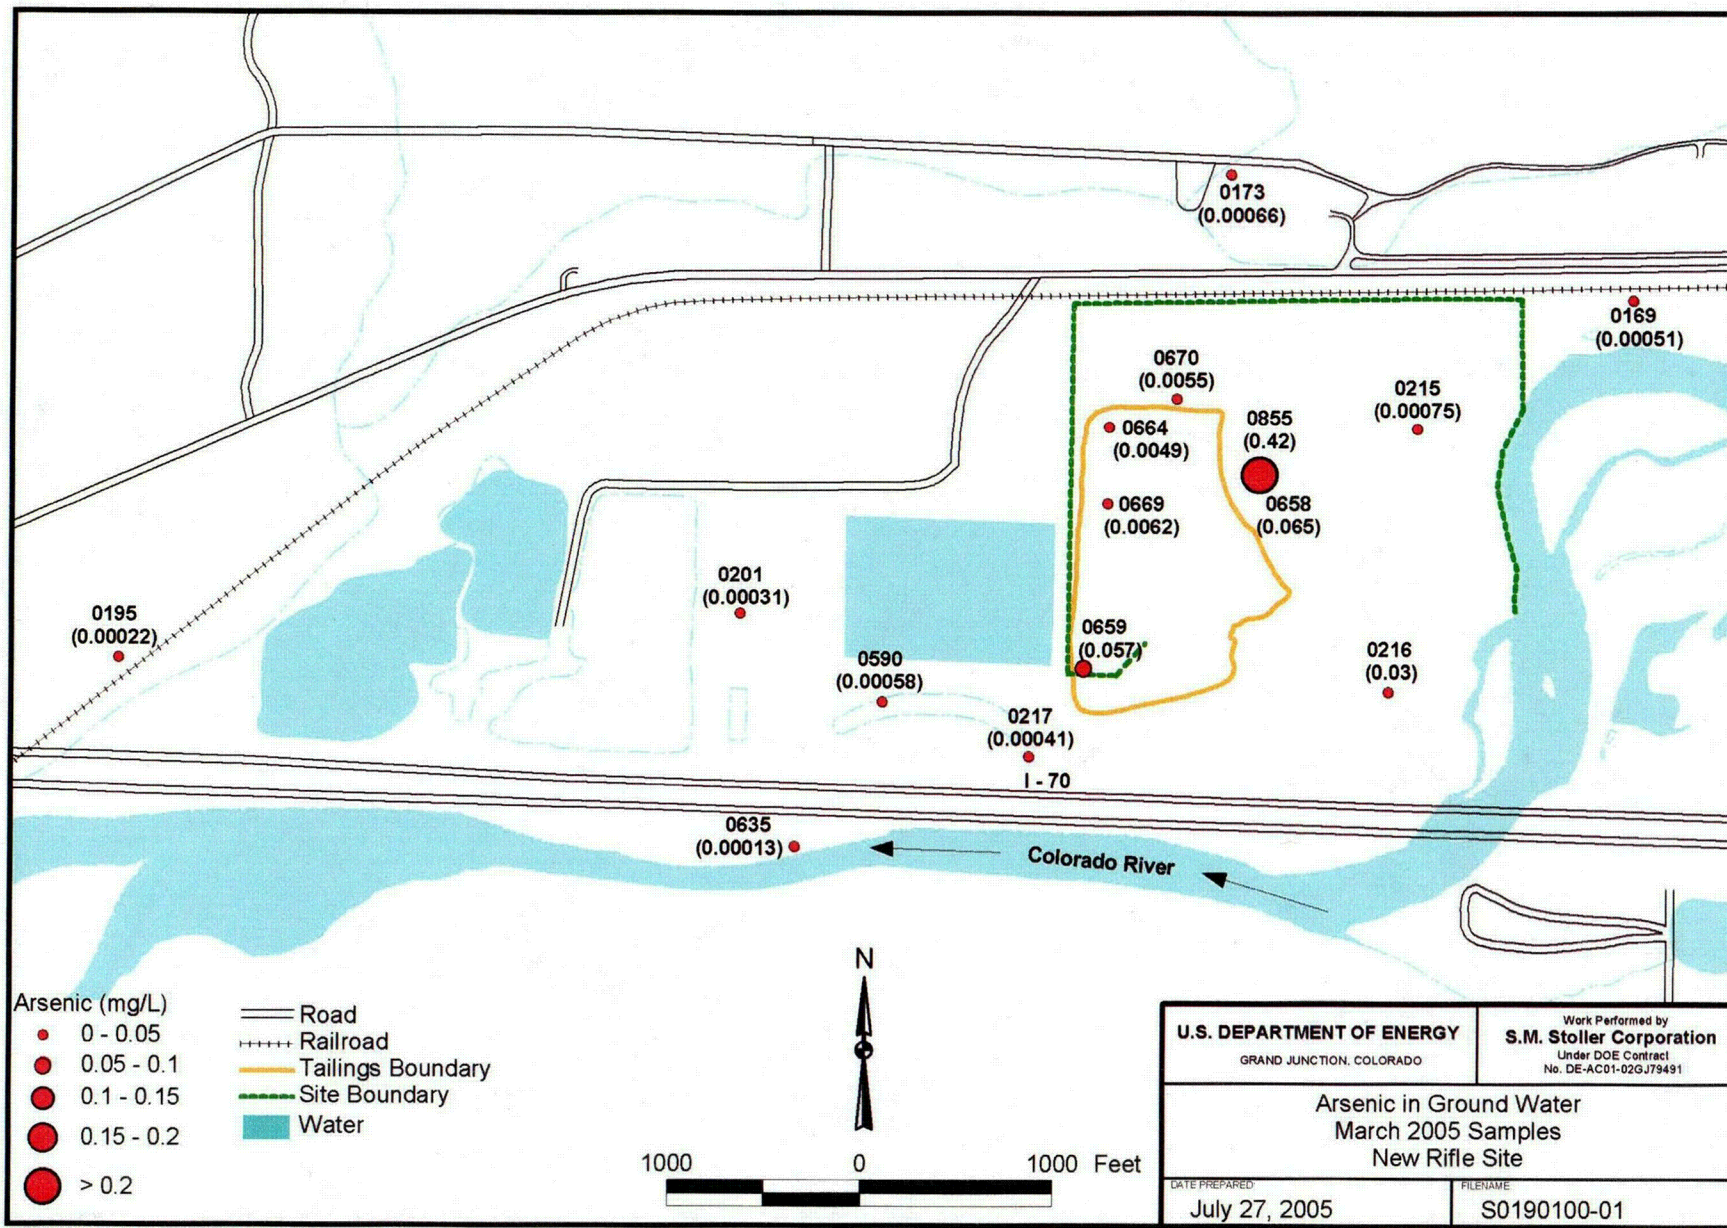 0173
(0.00066)
0169
(0.00051)
0670
(0.0055)
0215
(0.00075)
0855
(0.42)
0664
(0.0049)
0669
(0.0062)
0658
(0.065)
0201
(0.00031)
0195
(0.00022)
0659
(0.057)
0590
(0.00058)
0216
(0.03)
0217
(0.00041)
I - 70
0635
(0.00013)
Colorado River
N
Arsenic (mg/L)
0 - 0.05
0.05 - 0.1
0.1 - 0.15
0.15 - 0.2
> 0.2
Road
Railroad
Tailings Boundary
Site Boundary
Water
1000 0 1000 Feet
U.S. DEPARTMENT OF ENERGY
GRAND JUNCTION, COLORADO
Work Performed by
S.M. Stoller Corporation
Under DOE Contract
No. DE-AC01-02GJ79491
Arsenic in Ground Water
March 2005 Samples
New Rifle Site
DATE PREPARED
July 27, 2005
FILENAME
S0190100-01